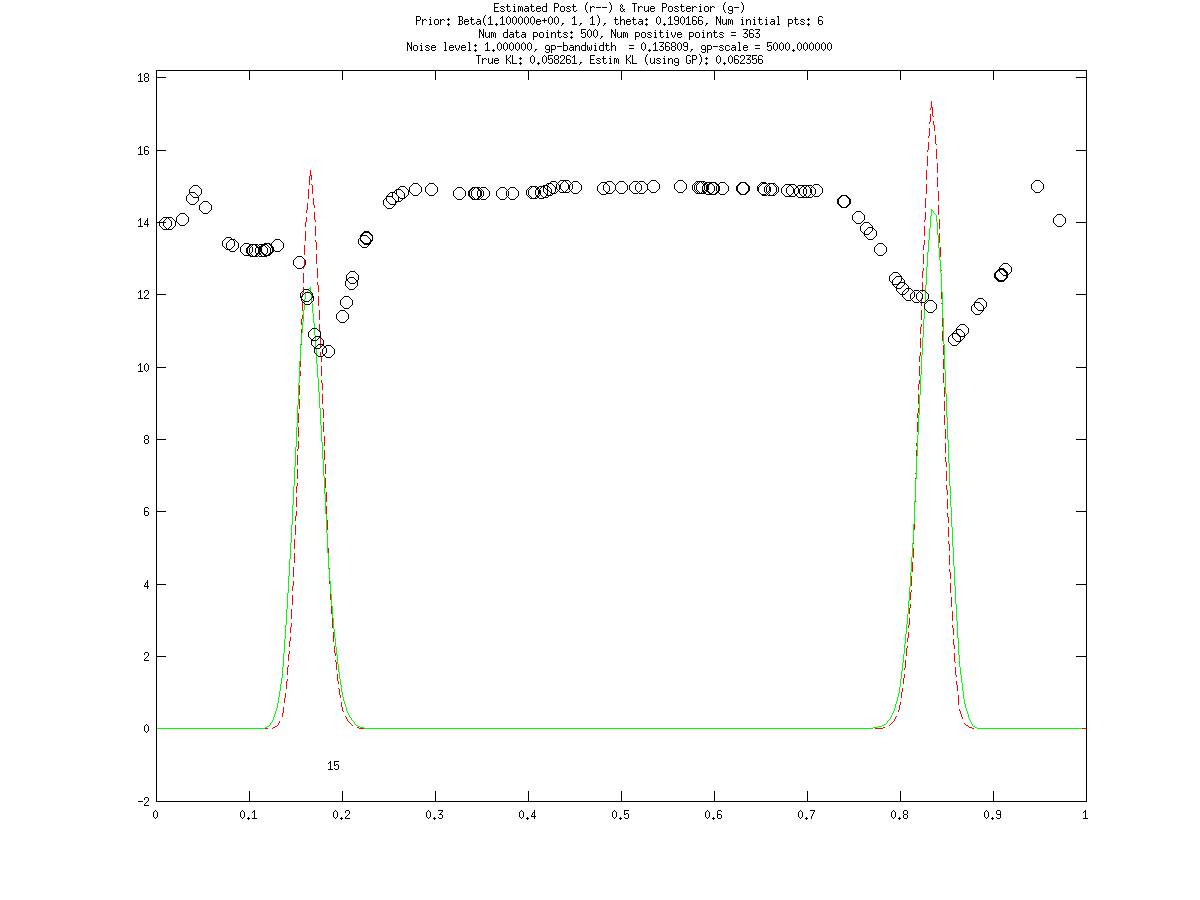 Estimated Post (r--) & True Posterior (g-)
Prior: Beta(1.100000e+00, 1, 1), theta: 0.190166, Num initial pts: 6
Num data points: 500, Num positive points = 363
Noise level: 1.000000, gp-bandwidth  = 0.136809, gp-scale = 5000.000000
True KL: 0.058261, Estim KL (using GP): 0.062356
18
16
14
12
10
8
6
4
2
0
-2
15
0 0.1 0.2 0.3 0.4 0.5 0.6 0.7 0.8 0.9 1